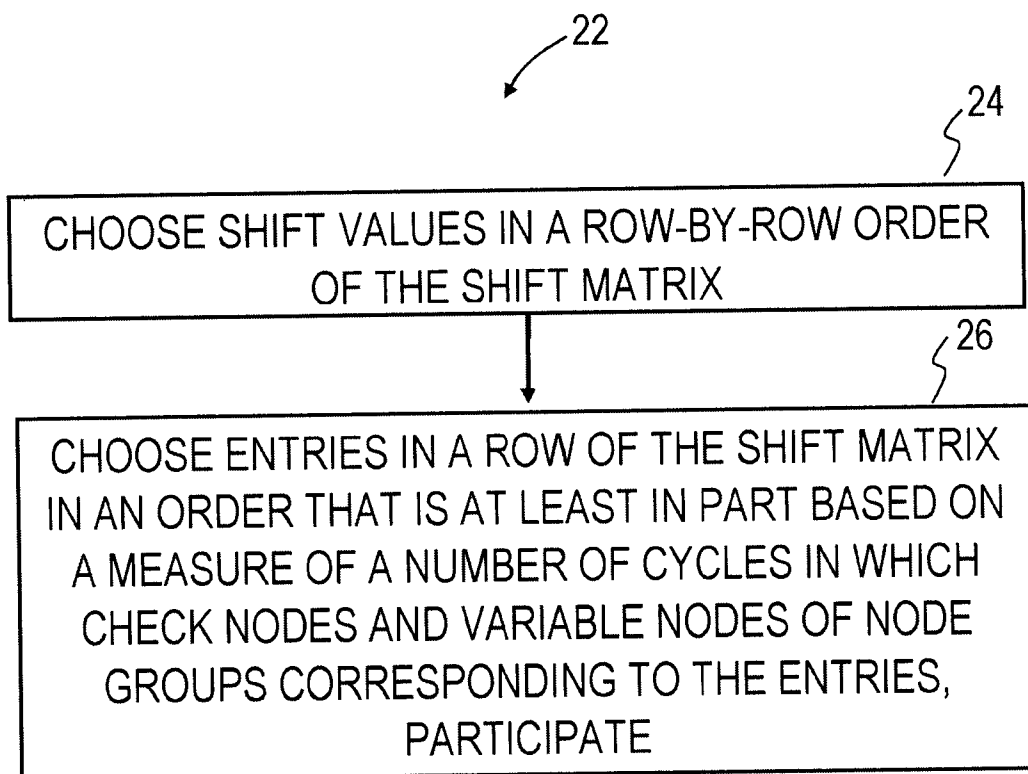 22
24
CHOOSE SHIFT VALUES IN A ROW-BY-ROW ORDER
OF THE SHIFT MATRIX
26
CHOOSE ENTRIES IN A ROW OF THE SHIFT MATRIX
IN AN ORDER THAT IS AT LEAST IN PART BASED ON
A MEASURE OF A NUMBER OF CYCLES IN WHICH
CHECK NODES AND VARIABLE NODES OF NODE
GROUPS CORRESPONDING TO THE ENTRIES,
PARTICIPATE